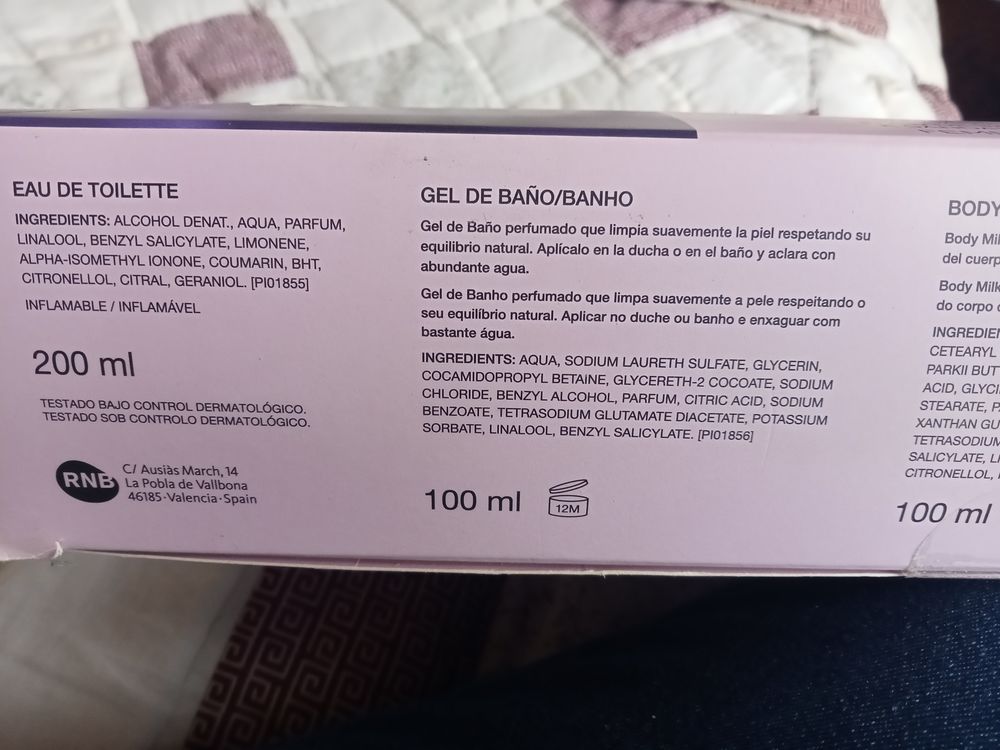 EAU DE TOILETTE
INGREDIENTS: ALCOHOL DENAT., AQUA, PARFUM,
LINALOOL, BENZYL SALICYLATE, LIMONENE,
ALPHA-ISOMETHYL IONONE, COUMARIN, BHT,
CITRONELLOL, CITRAL, GERANIOL. [PI01855]
INFLAMABLE / INFLAMÁVEL
200 ml
TESTADO BAJO CONTROL DERMATOLÓGICO.
TESTADO SOB CONTROLO DERMATOLÓGICO.
RNB
C/ Ausiàs March, 14
La Pobla de Vallbona
46185·Valencia·Spain
GEL DE BAÑO/BANHO
Gel de Baño perfumado que limpia suavemente la piel respetando su
equilibrio natural. Aplícalo en la ducha o en el baño y aclara con
abundante agua.
Gel de Banho perfumado que limpa suavemente a pele respeitando o
seu equilíbrio natural. Aplicar no duche ou banho e enxaguar com
bastante água.
INGREDIENTS: AQUA, SODIUM LAURETH SULFATE, GLYCERIN,
COCAMIDOPROPYL BETAINE, GLYCERETH-2 COCOATE, SODIUM
CHLORIDE, BENZYL ALCOHOL, PARFUM, CITRIC ACID, SODIUM
BENZOATE, TETRASODIUM GLUTAMATE DIACETATE, POTASSIUM
SORBATE, LINALOOL, BENZYL SALICYLATE. [PI01856]
100 ml
12M
BODY
Body Mil
del cuerp
Body Milk
do corpo
INGREDIEN
CETEARYL
PARKII BUT
ACID, GLYCE
STEARATE, P
XANTHAN GU
TETRASODIUM
SALICYLATE, LI
CITRONELLOL,
100 ml